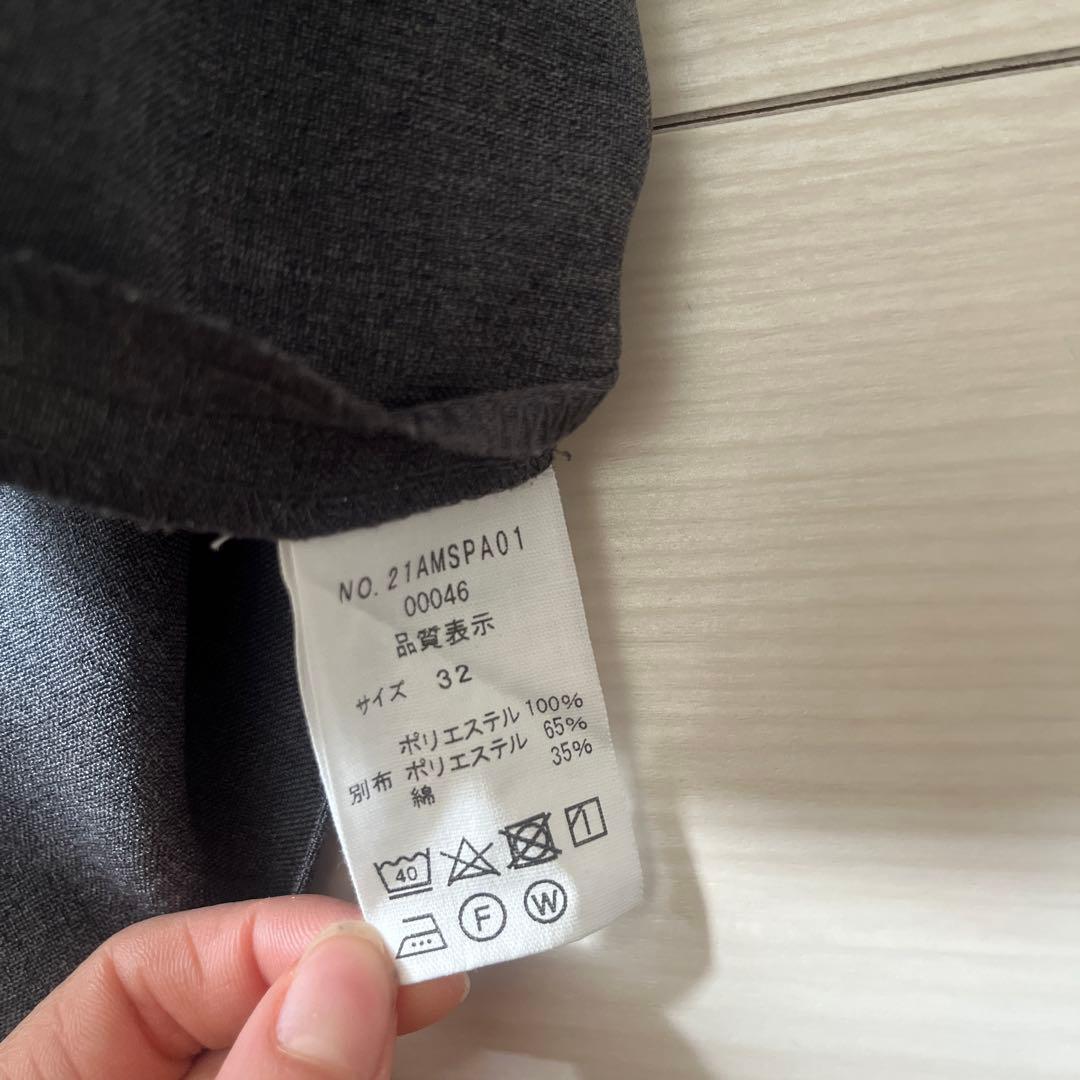 NO. 21AMSPA01
00046
品質表示
サイズ 32
ポリエステル 100%
別布 ポリエステル 65%
綿 35%
40
F W